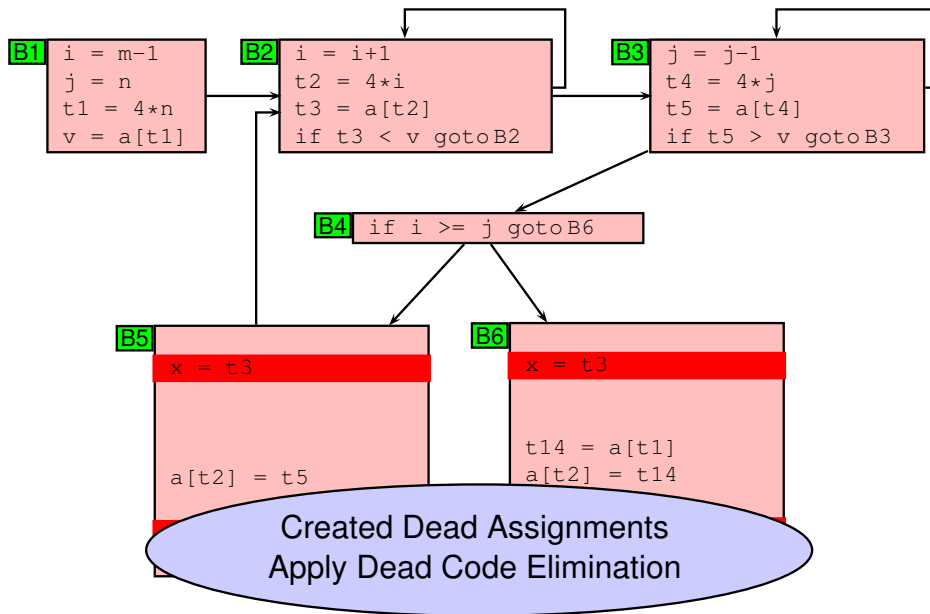 B1
i = m-1
j = n
t1 = 4*n
v = a[t1]
B2
i = i+1
t2 = 4*i
t3 = a[t2]
if t3 < v goto B2
B3
j = j-1
t4 = 4*j
t5 = a[t4]
if t5 > v goto B3
B4
if i >= j goto B6
B5
x = t3
a[t2] = t5
B6
x = t3
t14 = a[t1]
a[t2] = t14
Created Dead Assignments
Apply Dead Code Elimination